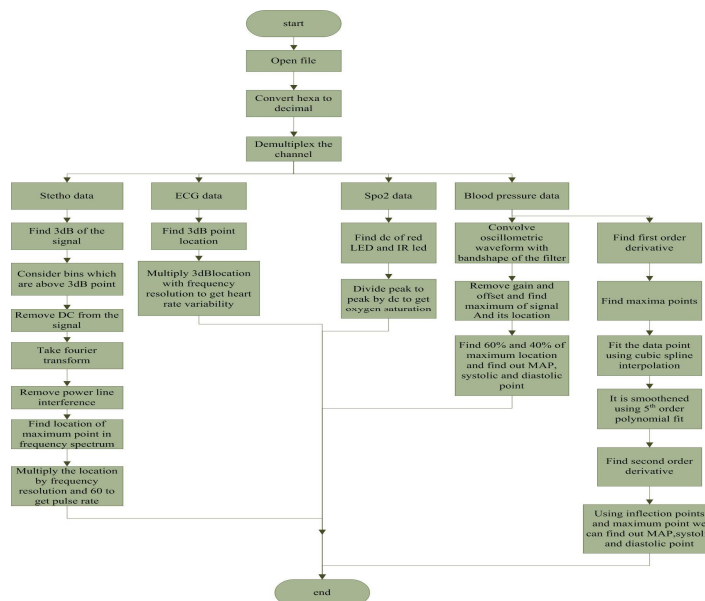 start
Open file
Convert hexa to
decimal
Demultiplex the
channel
Stetho data
ECG data
Spo2 data
Blood pressure data
Find 3dB of the
signal
Consider bins which
are above 3dB point
Remove DC from the
signal
Take fourier
transform
Remove power line
interference
Find location of
maximum point in
frequency spectrum
Multiply the location
by frequency
resolution and 60 to
get pulse rate
Find 3dB point
location
Multiply 3dBlocation
with frequency
resolution to get heart
rate variability
Find dc of red
LED and IR led
Divide peak to
peak by dc to get
oxygen saturation
Convolve
oscillometric
waveform with
bandshape of the filter
Remove gain and
offset and find
maximum of signal
And its location
Find 60% and 40% of
maximum location
and find out MAP,
systolic and diastolic
point
Find first order
derivative
Find maxima points
Fit the data point
using cubic spline
interpolation
It is smoothened
using 5th order
polynomial fit
Find second order
derivative
Using inflection points
and maximum point we
can find out MAP,systoli
and diastolic point
end